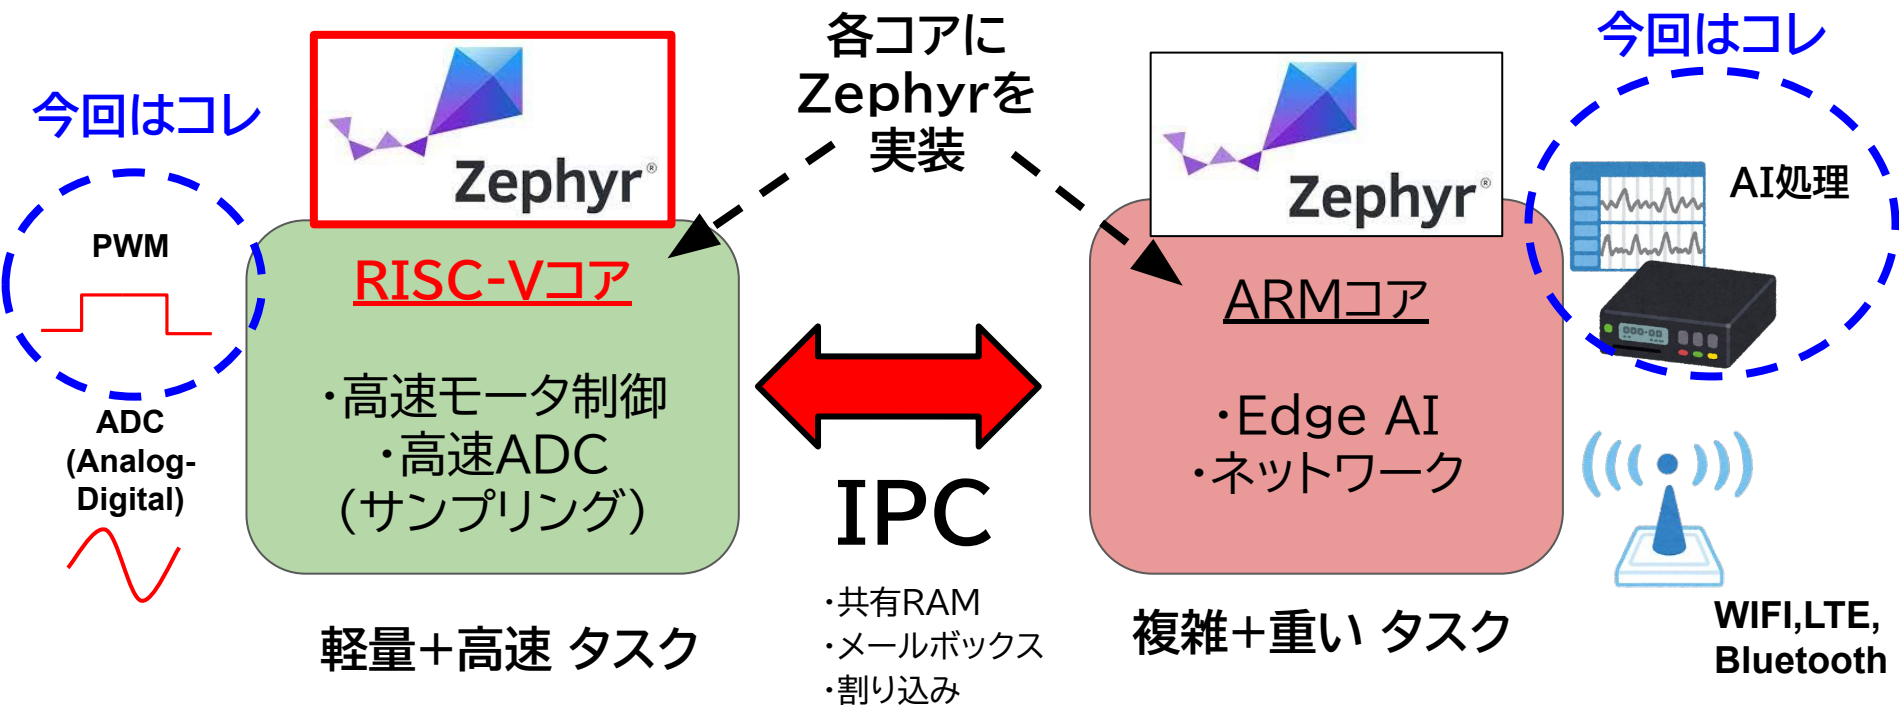 今回はコレ
PWM
ADC
(Analog-
Digital)
Zephyr®
RISC-Vコア
・高速モータ制御
・高速ADC
(サンプリング)
軽量+高速 タスク
各コアに
Zephyrを
実装
IPC
・共有RAM
・メールボックス
・割り込み
Zephyr®
ARMコア
・Edge AI
・ネットワーク
複雑+重い タスク
今回はコレ
AI処理
000-00
WIFI,LTE,
Bluetooth